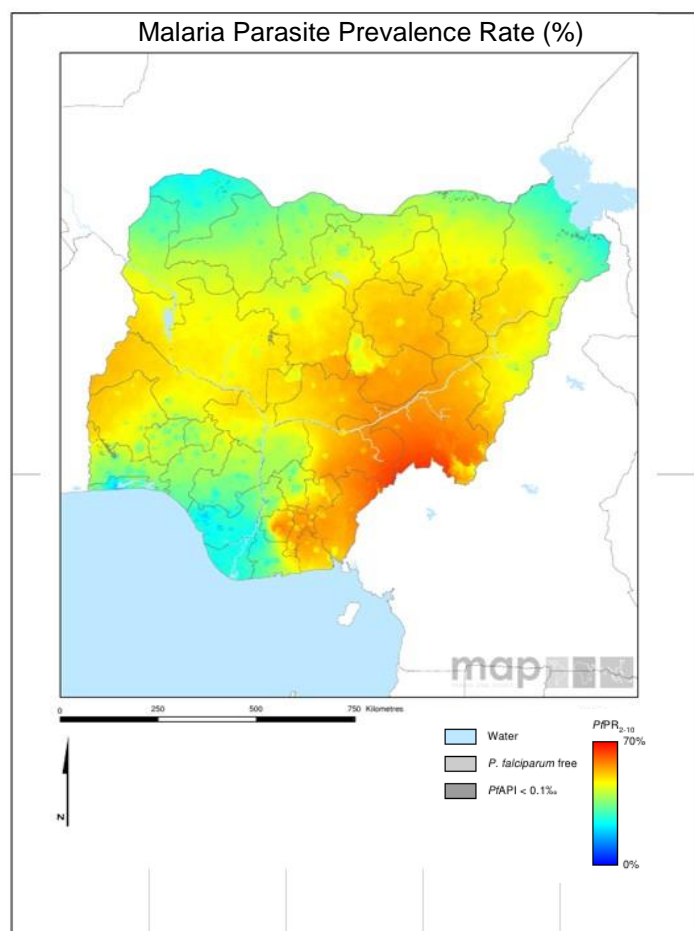 Malaria Parasite Prevalence Rate (%)
map
0 250 500 750 Kilometres
Water
P. falciparum free
PfAPI < 0.1‰
PfPR2-10
70%
0%
N